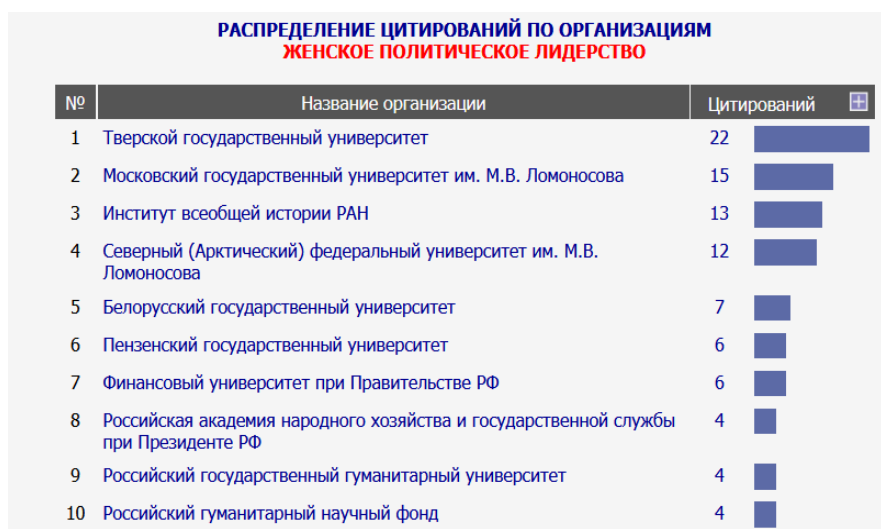 РАСПРЕДЕЛЕНИЕ ЦИТИРОВАНИЙ ПО ОРГАНИЗАЦИЯМ
ЖЕНСКОЕ ПОЛИТИЧЕСКОЕ ЛИДЕРСТВО
№ Название организации Цитирований
1 Тверской государственный университет 22
2 Московский государственный университет им. М.В. Ломоносова 15
3 Институт всеобщей истории РАН 13
4 Северный (Арктический) федеральный университет им. М.В. 12
Ломоносова
5 Белорусский государственный университет 7
6 Пензенский государственный университет 6
7 Финансовый университет при Правительстве РФ 6
8 Российская академия народного хозяйства и государственной службы 4
при Президенте РФ
9 Российский государственный гуманитарный университет 4
10 Российский гуманитарный научный фонд 4